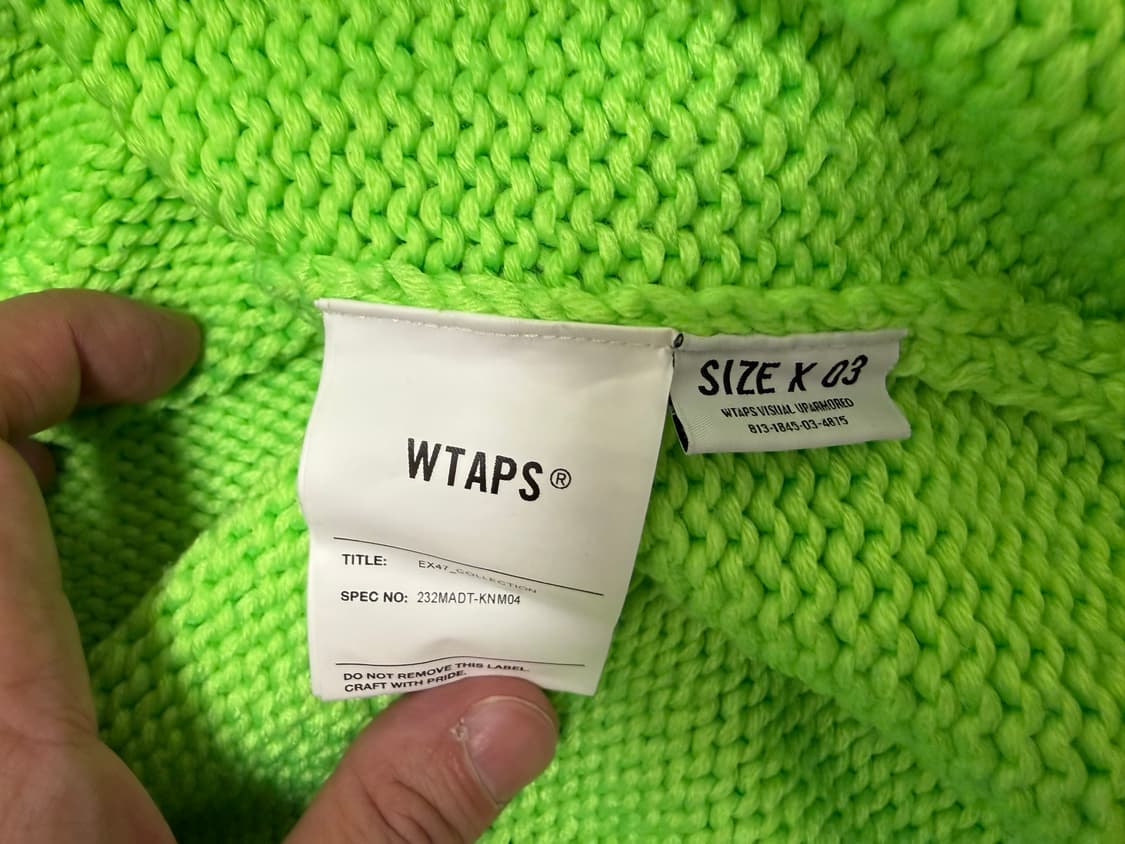 WTAPS®
TITLE: EX47_COLLECTION
SPEC NO: 232MADT-KNM04
DO NOT REMOVE THIS LABEL.
CRAFT WITH PRIDE.
SIZE X 03
WTAPS VISUAL UPARMORED
813-1845-03-4875